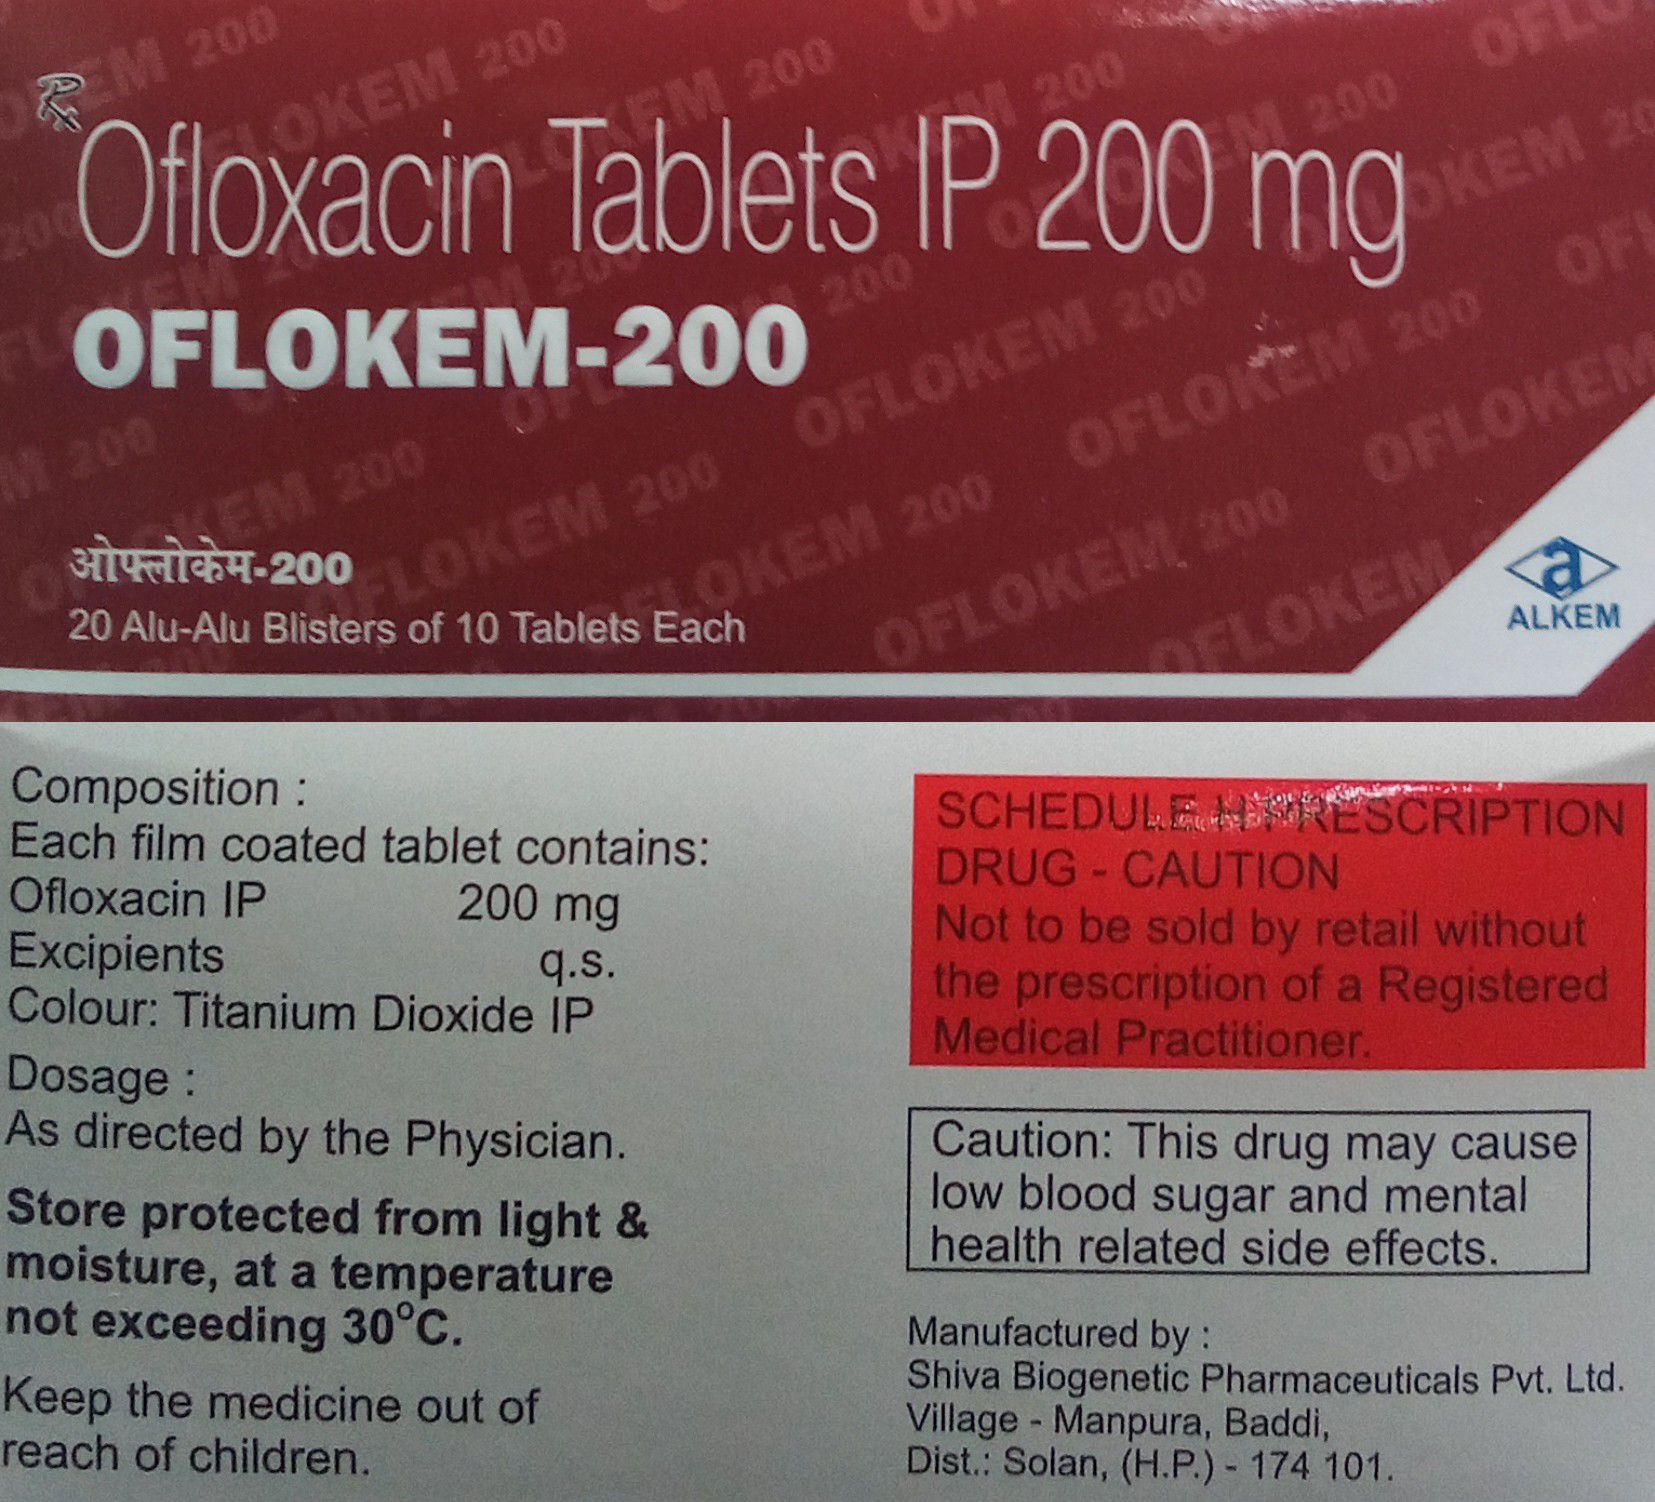 Rx
Ofloxacin Tablets IP 200 mg
OFLOKEM-200
ओफ्लोकेम-200
20 Alu-Alu Blisters of 10 Tablets Each
a
ALKEM
Composition :
Each film coated tablet contains:
Ofloxacin IP 200 mg
Excipients q.s.
Colour: Titanium Dioxide IP
Dosage :
As directed by the Physician.
Store protected from light &
moisture, at a temperature
not exceeding 30°C.
Keep the medicine out of
reach of children.
SCHEDULE H PRESCRIPTION
DRUG - CAUTION
Not to be sold by retail without
the prescription of a Registered
Medical Practitioner.
Caution: This drug may cause
low blood sugar and mental
health related side effects.
Manufactured by :
Shiva Biogenetic Pharmaceuticals Pvt. Ltd.
Village - Manpura, Baddi,
Dist.: Solan, (H.P.) - 174 101.